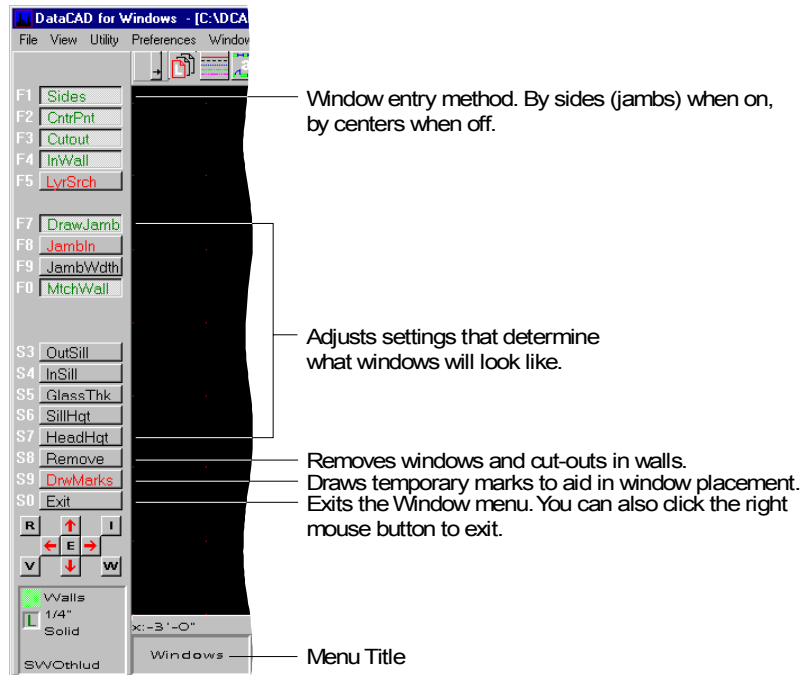 DataCAD for Windows - [C:\DCA
File View Utility Preferences Window
F1 Sides
Window entry method. By sides (jambs) when on,
by centers when off.
F2 CntrPnt
F3 Cutout
F4 InWall
F5 LyrSrch
F7 DrawJamb
F8 JambIn
F9 JambWdth
F0 MtchWall
Adjusts settings that determine
what windows will look like.
S3 OutSill
S4 InSill
S5 GlassThk
S6 SillHgt
S7 HeadHgt
S8 Remove
Removes windows and cut-outs in walls.
S9 DrwMarks
Draws temporary marks to aid in window placement.
S0 Exit
Exits the Window menu. You can also click the right
mouse button to exit.
R I
E
V W
Walls
L 1/4"
Solid
x:-3'-0"
SWOthlud
Windows
Menu Title